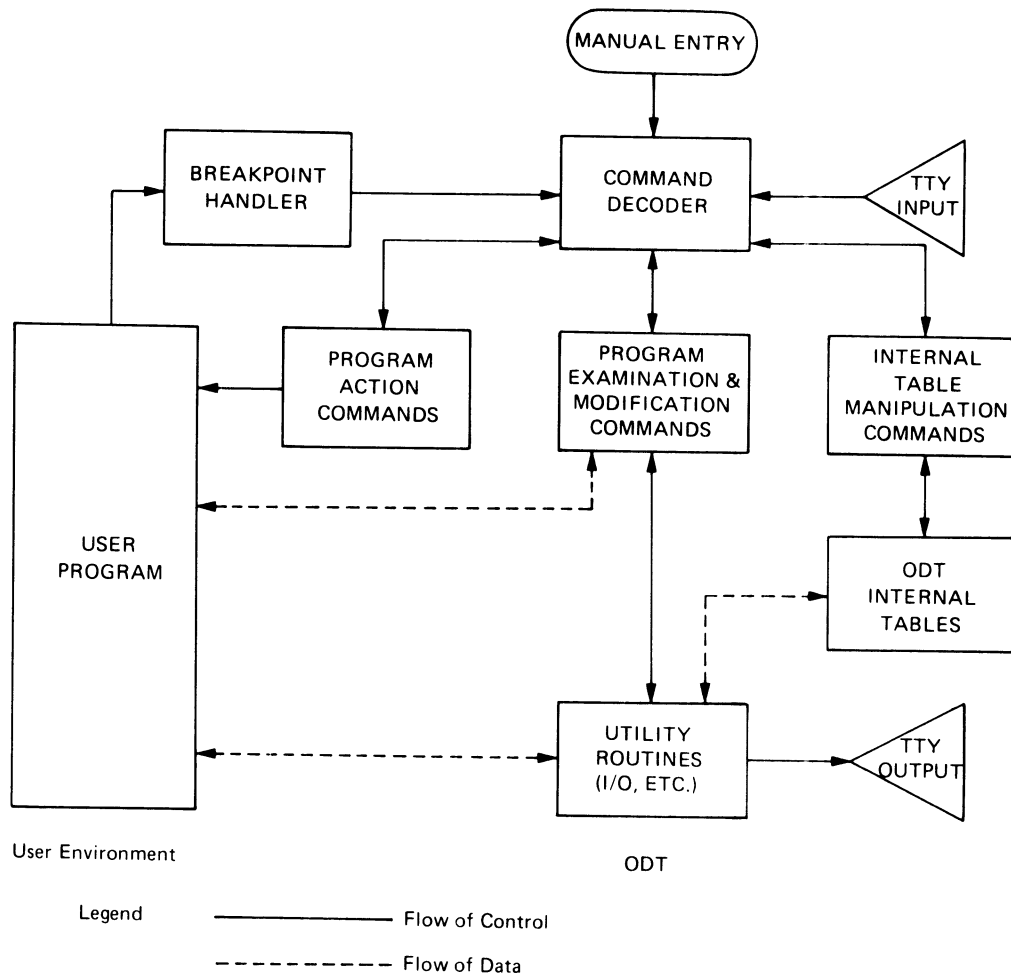 MANUAL ENTRY
BREAKPOINT
HANDLER
COMMAND
DECODER
TTY
INPUT
PROGRAM
ACTION
COMMANDS
PROGRAM
EXAMINATION &
MODIFICATION
COMMANDS
INTERNAL
TABLE
MANIPULATION
COMMANDS
USER
PROGRAM
ODT
INTERNAL
TABLES
UTILITY
ROUTINES
(I/O, ETC.)
TTY
OUTPUT
User Environment
ODT
Legend
Flow of Control
Flow of Data